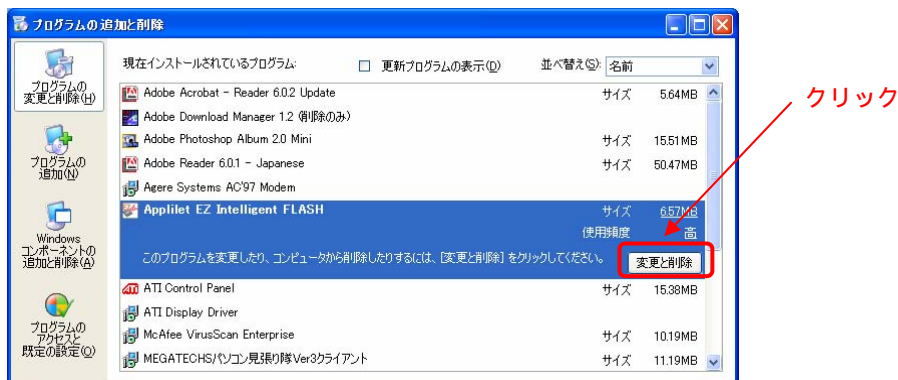 プログラムの追加と削除
プログラムの
変更と削除(H)
プログラムの
追加(N)
Windows
コンポーネントの
追加と削除(A)
プログラムの
アクセスと
既定の設定(O)
現在インストールされているプログラム:
更新プログラムの表示(D)
並べ替え(S):
名前
Adobe Acrobat - Reader 6.0.2 Update サイズ 5.64MB
Adobe Download Manager 1.2 (削除のみ)
Adobe Photoshop Album 2.0 Mini サイズ 15.51MB
Adobe Reader 6.0.1 - Japanese サイズ 50.47MB
Agere Systems AC'97 Modem
Applilet EZ Intelligent FLASH サイズ 6.57MB
使用頻度 高
このプログラムを変更したり、コンピュータから削除したりするには、[変更と削除] をクリックしてください。
変更と削除
ATI Control Panel サイズ 15.38MB
ATI Display Driver
McAfee VirusScan Enterprise サイズ 10.19MB
MEGATECHSパソコン見張り隊Ver3クライアント サイズ 11.19MB
クリック